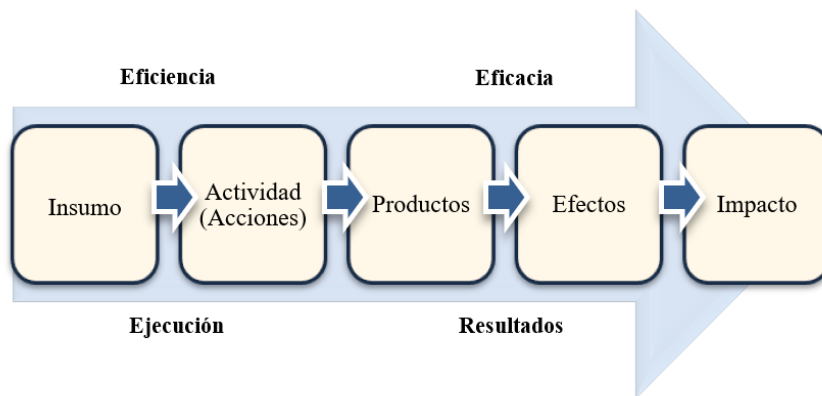 Eficiencia
Eficacia
Insumo
Actividad
(Acciones)
Productos
Efectos
Impacto
Ejecución
Resultados